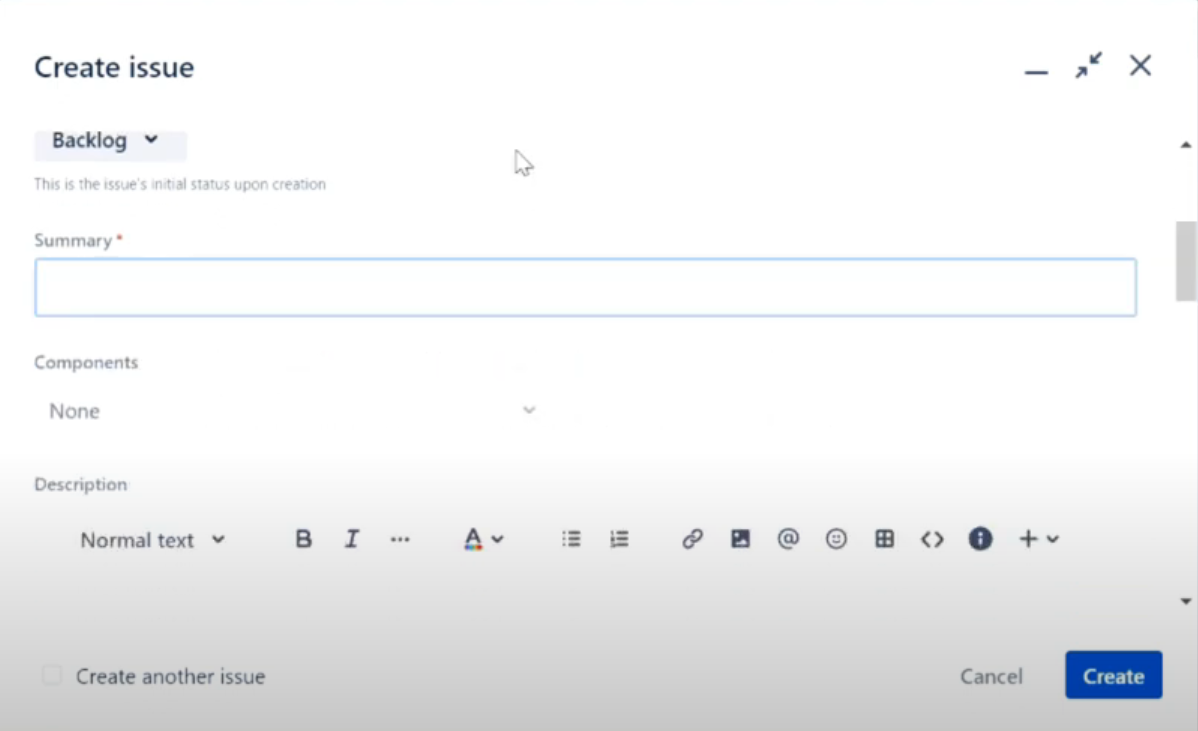 Create issue
Backlog
This is the issue's initial status upon creation
Summary *
Components
None
Description
Normal text B I ... A @ <> i +
Create another issue Cancel Create